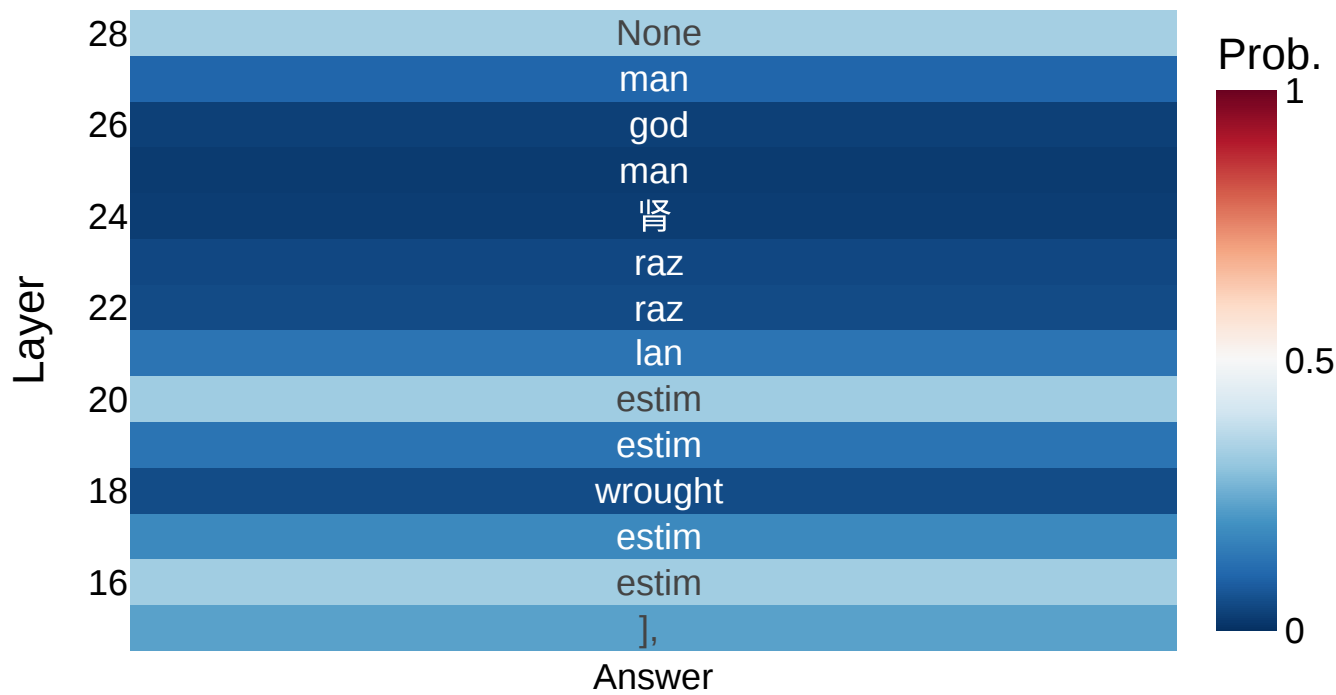 28 None
Prob.
1
man
26 god
man
24 肾
raz
22 raz
Layer
lan
0.5
20 estim
estim
18 wrought
estim
16 estim
],
0
Answer